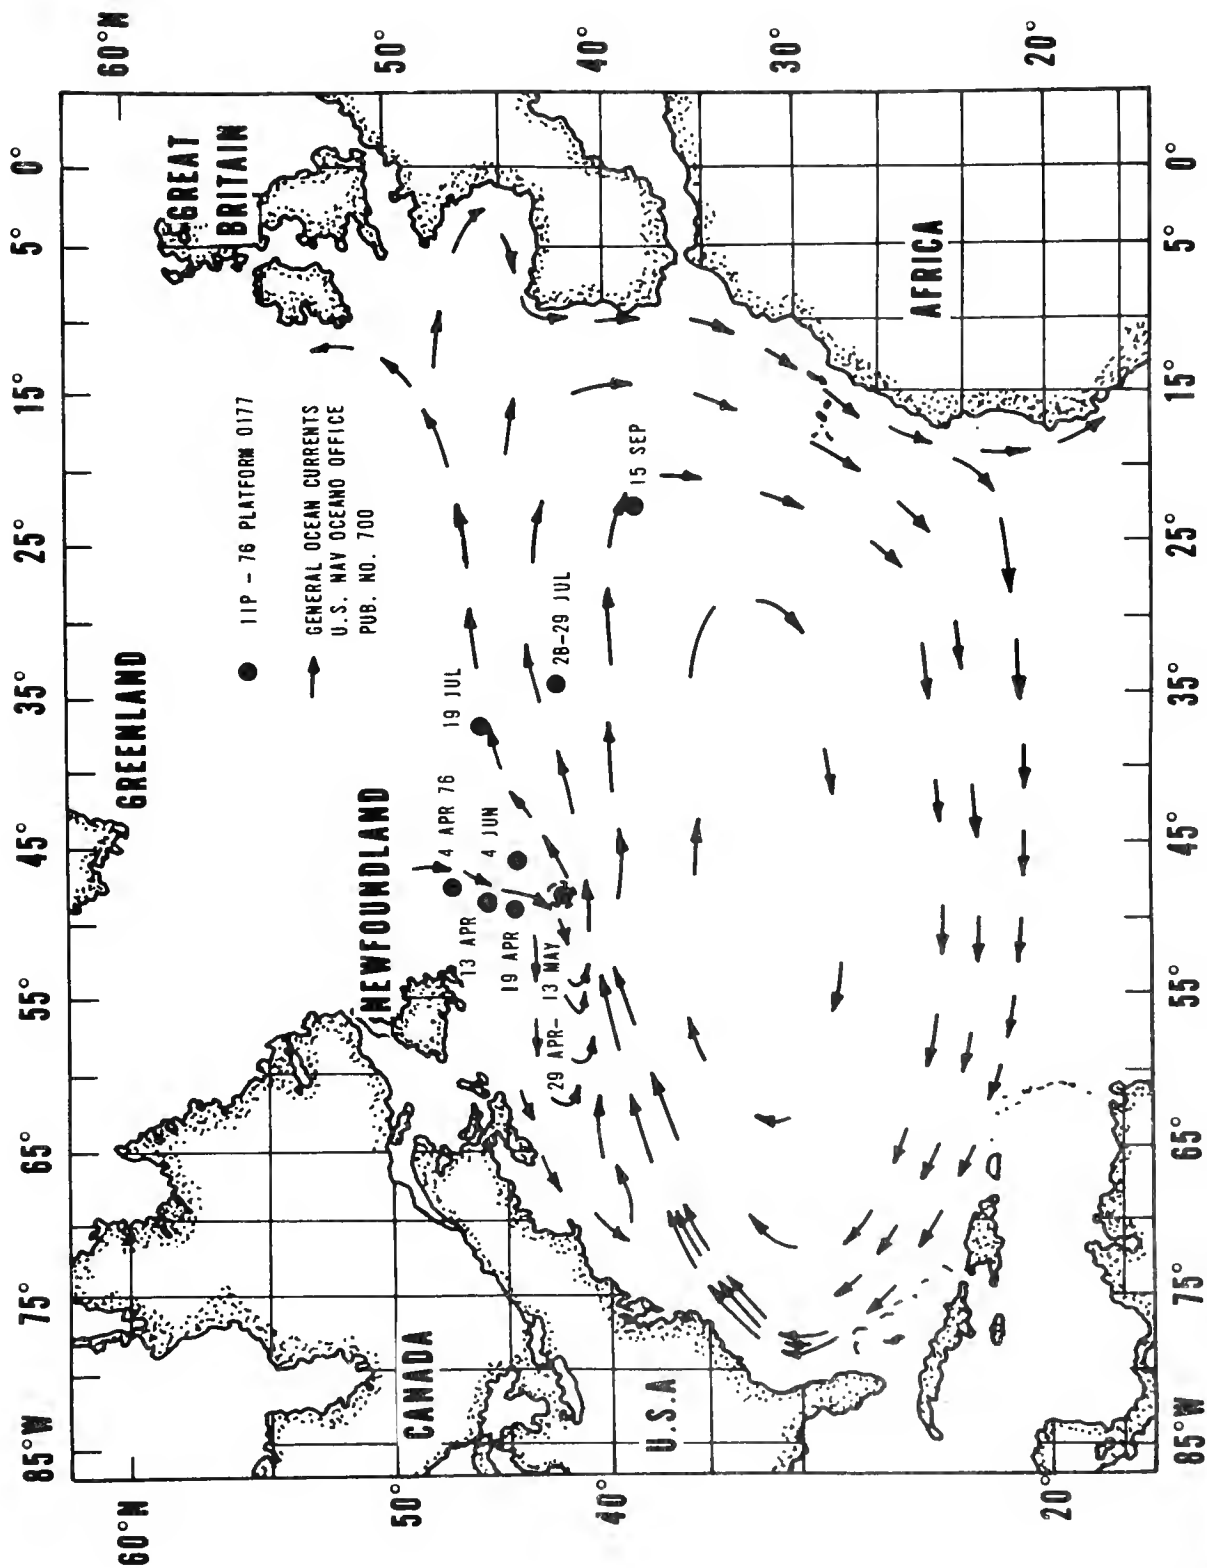 85°W 75° 65° 55° 45° 35° 25° 15° 5° 0°
60°N
60°N
GREENLAND
GREAT
BRITAIN
IIP - 76 PLATFORM 0177
GENERAL OCEAN CURRENTS
U.S. NAV OCEANO OFFICE
PUB. NO. 700
50°
50°
CANADA
NEWFOUNDLAND
4 APR 76
19 JUL
13 APR
4 JUN
19 APR
29 APR- 13 MAY
28-29 JUL
15 SEP
40°
40°
U.S.A
30°
AFRICA
20°
20°
85°W 75° 65° 55° 45° 35° 25° 15° 5° 0°